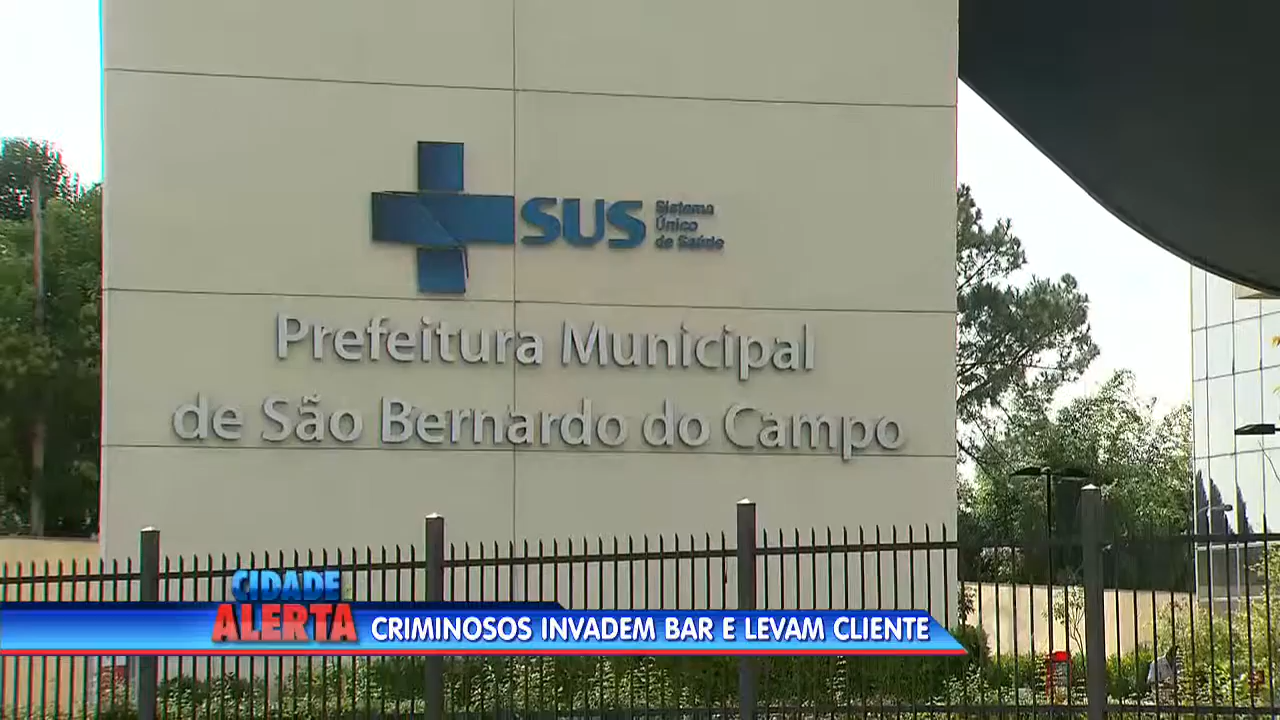 SUS
Sistema
Único
de Saúde
Prefeitura Municipal
de São Bernardo do Campo
CIDADE
ALERTA
CRIMINOSOS INVADEM BAR E LEVAM CLIENTE